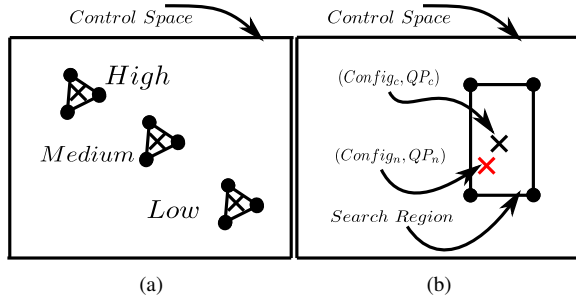 Control Space
High
Medium
Low
(a)
Control Space
(Config_c, QP_c)
(Config_n, QP_n)
Search Region
(b)